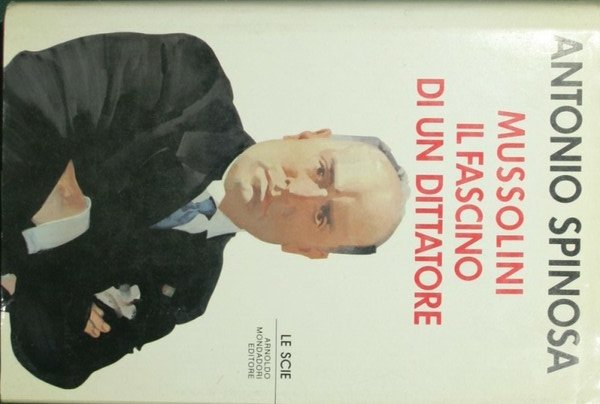 ANTONIO SPINOSA
MUSSOLINI
IL FASCINO
DI UN DITTATORE
LE SCIE
ARNOLDO
MONDADORI
EDITORE